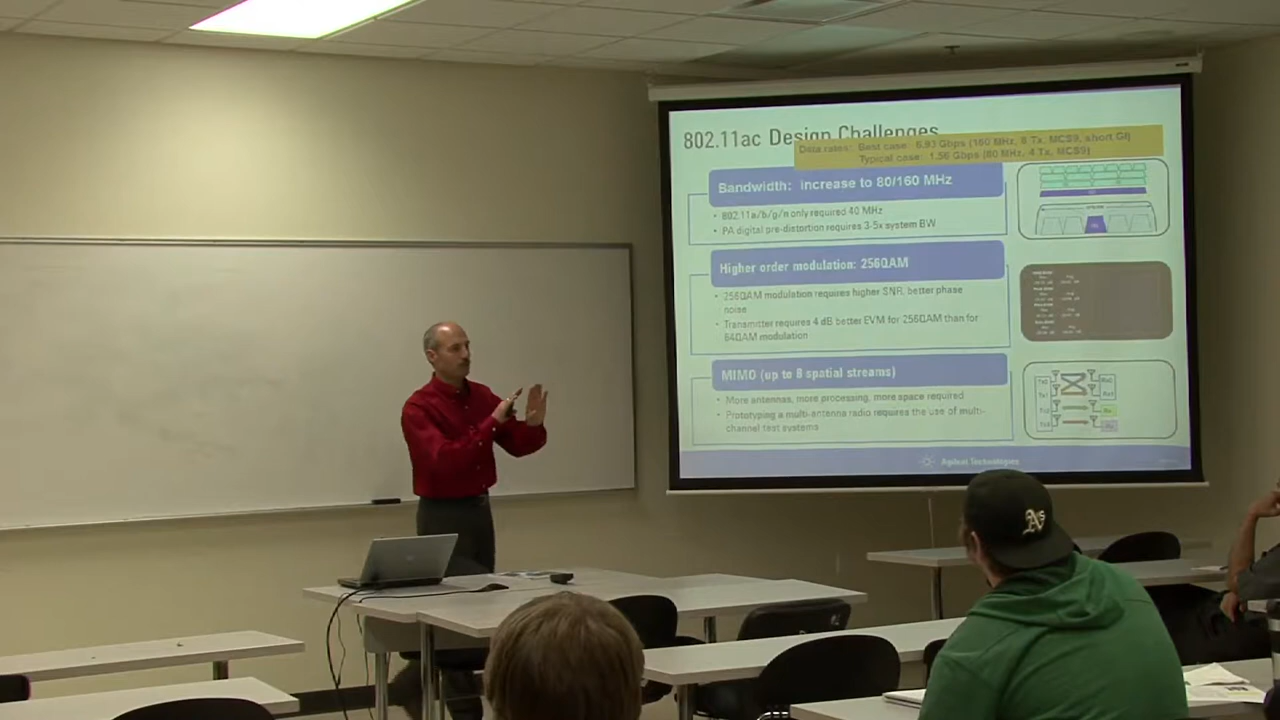 802.11ac Design Challenges
Data rates: Best case: 6.93 Gbps (160 MHz, 8 Tx, MCS9, short GI)
Typical case: 1.56 Gbps (80 MHz, 4 Tx, MCS9)
Bandwidth: increase to 80/160 MHz
• 802.11a/b/g/n only required 40 MHz
• PA digital pre-distortion requires 3-5x system BW
Higher order modulation: 256QAM
• 256QAM modulation requires higher SNR, better phase
noise
• Transmitter requires 4 dB better EVM for 256QAM than for
64QAM modulation
MIMO (up to 8 spatial streams)
• More antennas, more processing, more space required
• Prototyping a multi-antenna radio requires the use of multi-
channel test systems
Agilent Technologies
A's